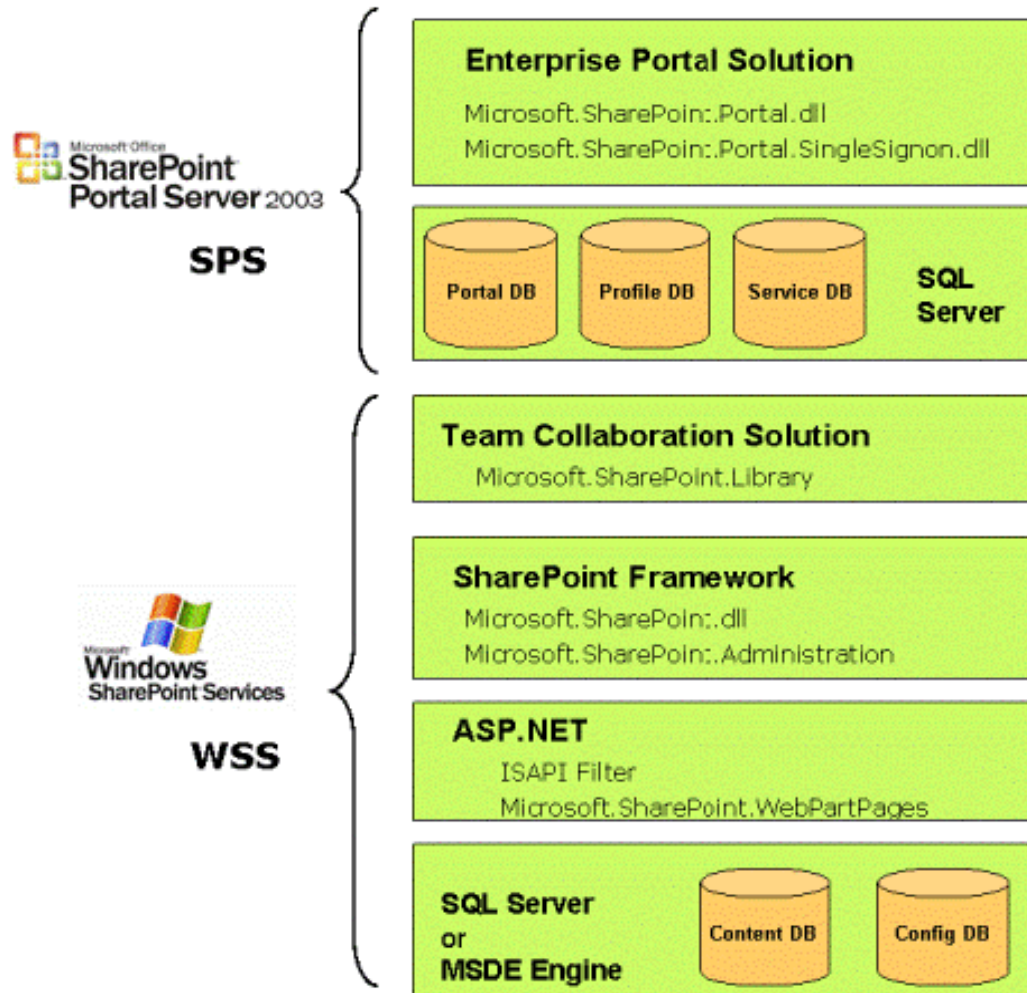 Enterprise Portal Solution
Microsoft.SharePoin:.Portal.dll
Microsoft.SharePoin:.Portal.SingleSignon.dll
Microsoft Office
SharePoint
Portal Server 2003
SPS
Portal DB
Profile DB
Service DB
SQL
Server
Team Collaboration Solution
Microsoft.SharePoint.Library
SharePoint Framework
Microsoft.SharePoin:.dll
Microsoft.SharePoin:.Administration
Microsoft
Windows
SharePoint Services
WSS
ASP.NET
ISAPI Filter
Microsoft.SharePoint.WebPartPages
SQL Server
or
MSDE Engine
Content DB
Config DB